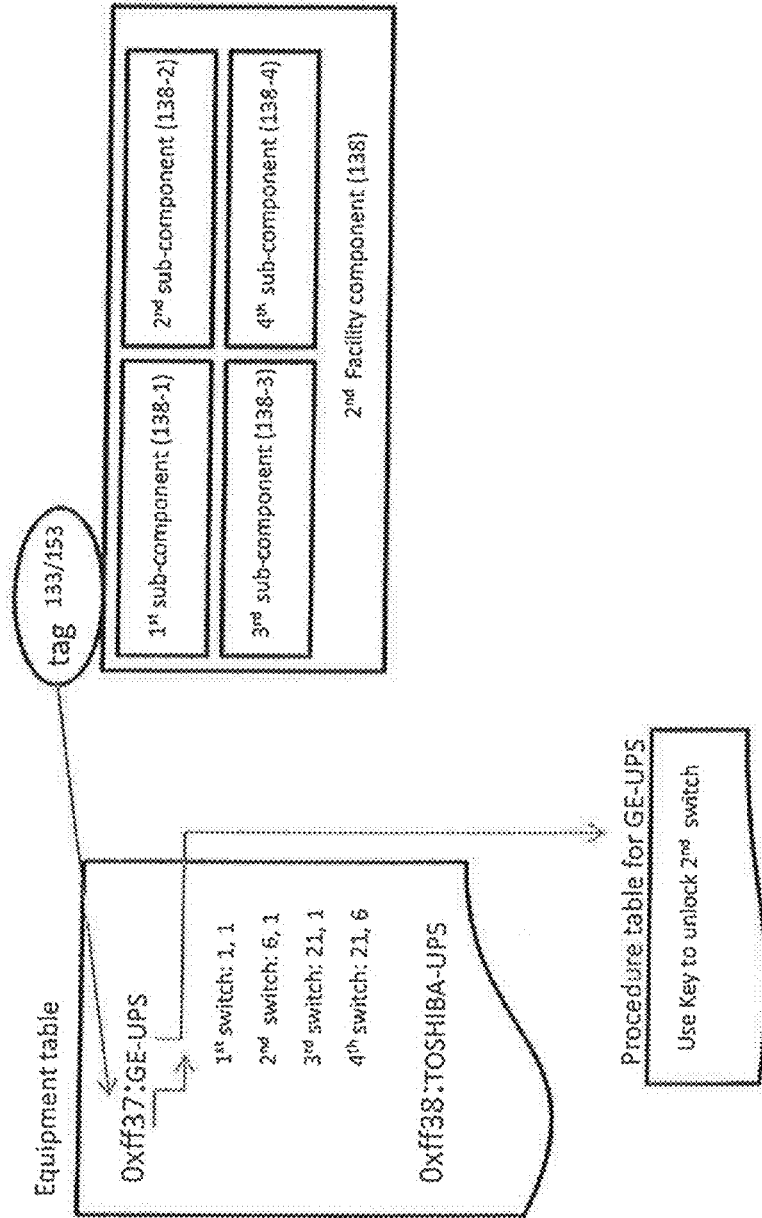 Equipment table
0xff37:GE-UPS
1st switch: 1, 1
2nd switch: 6, 1
3rd switch: 21, 1
4th switch: 21, 6
0xff38:TOSHIBA-UPS
Procedure table for GE-UPS
Use Key to unlock 2nd switch
tag 133/153
1st sub-component (138-1)
2nd sub-component (138-2)
3rd sub-component (138-3)
4th sub-component (138-4)
2nd Facility component (138)